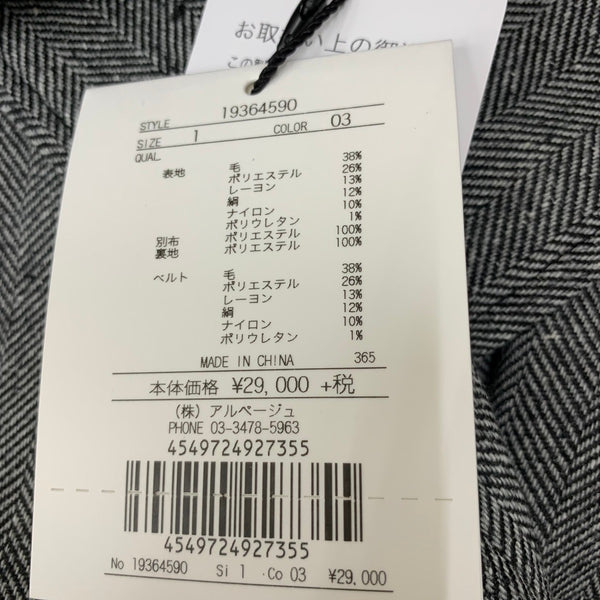 お取扱い上の御注
この製
STYLE 19364590
SIZE 1 COLOR 03
QUAL
表地 毛 38%
ポリエステル 26%
レーヨン 13%
絹 12%
ナイロン 10%
ポリウレタン 1%
別布 ポリエステル 100%
裏地 ポリエステル 100%
ベルト 毛 38%
ポリエステル 26%
レーヨン 13%
絹 12%
ナイロン 10%
ポリウレタン 1%
MADE IN CHINA 365
本体価格 ¥29,000 +税
（株）アルページュ
PHONE 03-3478-5963
4549724927355
4549724927355
No 19364590 Si 1 ·Co 03 ¥29,000